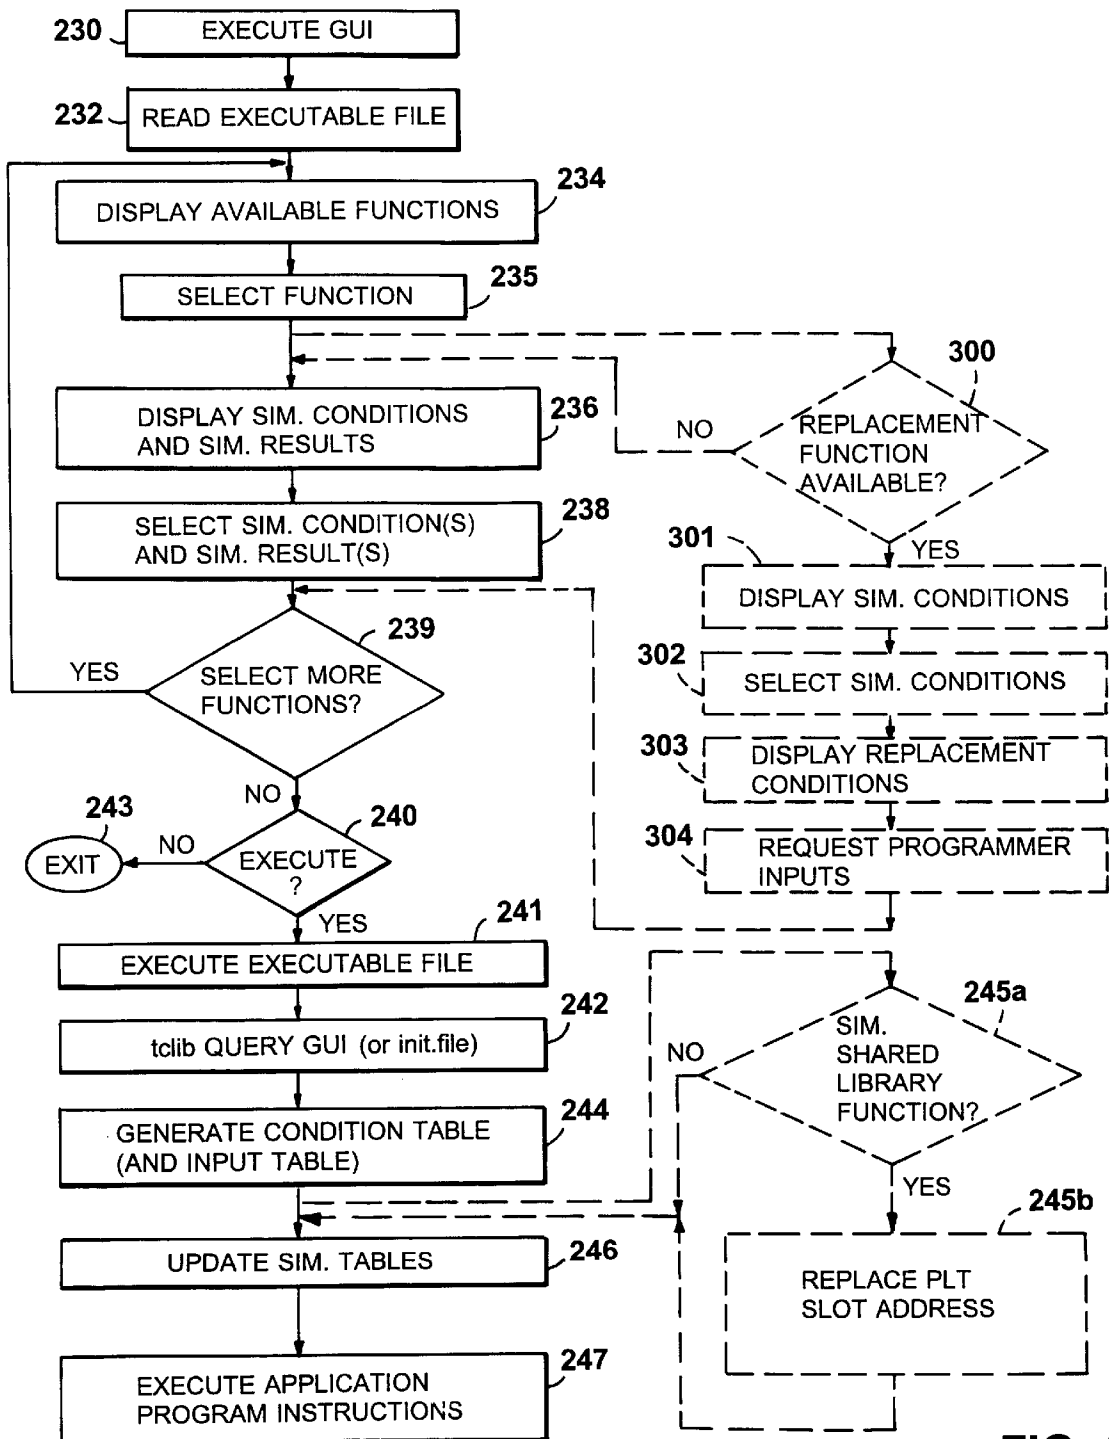 230
EXECUTE GUI
232
READ EXECUTABLE FILE
234
DISPLAY AVAILABLE FUNCTIONS
235
SELECT FUNCTION
300
REPLACEMENT
FUNCTION
AVAILABLE?
NO
YES
236
DISPLAY SIM. CONDITIONS
AND SIM. RESULTS
238
SELECT SIM. CONDITION(S)
AND SIM. RESULT(S)
301
DISPLAY SIM. CONDITIONS
302
SELECT SIM. CONDITIONS
303
DISPLAY REPLACEMENT
CONDITIONS
304
REQUEST PROGRAMMER
INPUTS
239
YES
SELECT MORE
FUNCTIONS?
NO
240
243
EXIT
NO
EXECUTE
?
YES
241
EXECUTE EXECUTABLE FILE
242
tclib QUERY GUI (or init.file)
244
GENERATE CONDITION TABLE
(AND INPUT TABLE)
245a
SIM.
SHARED
LIBRARY
FUNCTION?
NO
YES
245b
REPLACE PLT
SLOT ADDRESS
UPDATE SIM. TABLES
246
247
EXECUTE APPLICATION
PROGRAM INSTRUCTIONS
FIG.